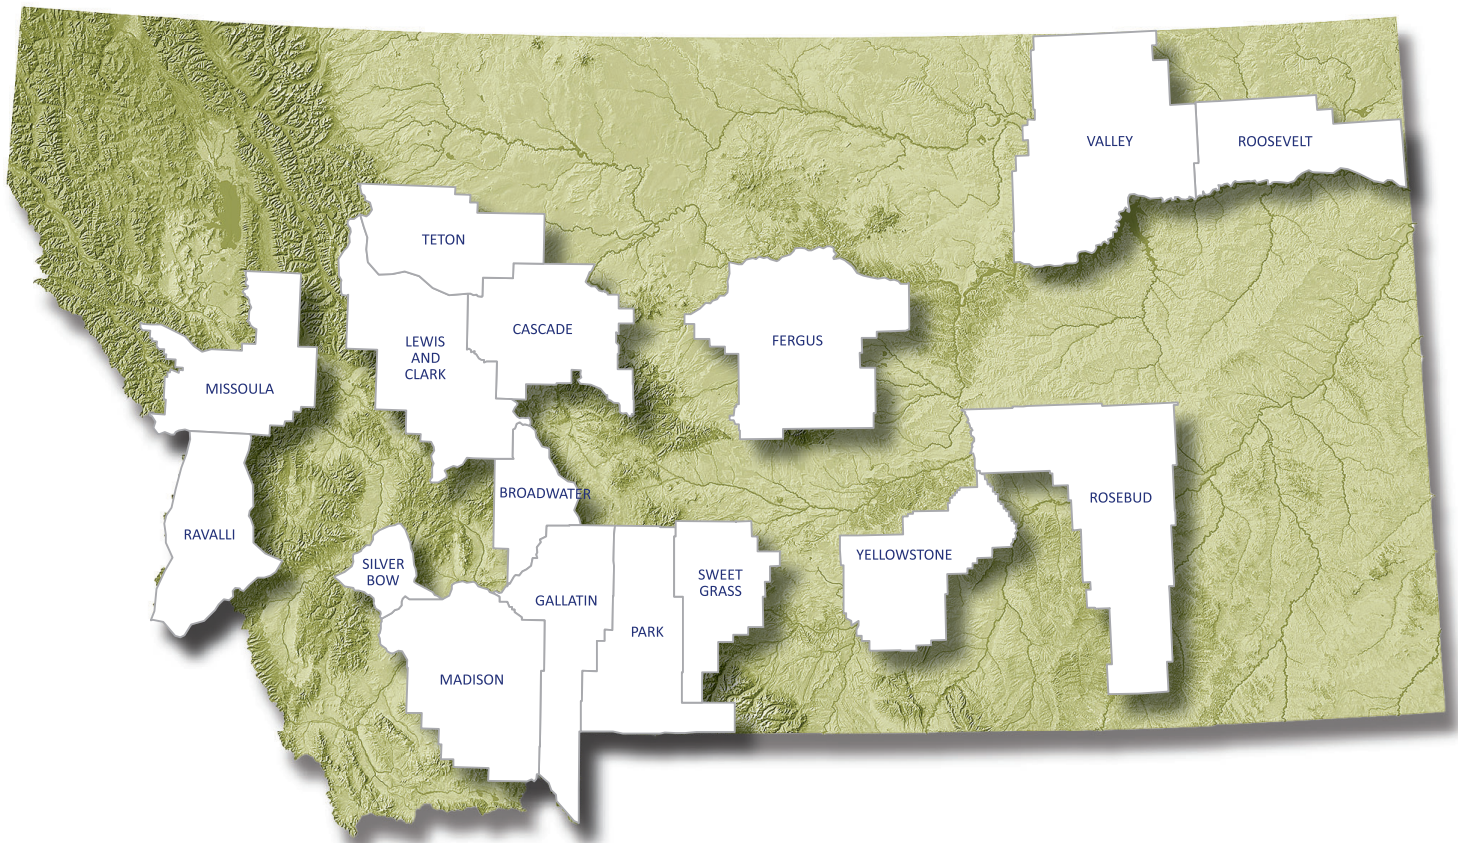 VALLEY
ROOSEVELT
TETON
CASCADE
LEWIS
AND
CLARK
FERGUS
MISSOULA
BROADWATER
ROSEBUD
RAVALLI
SILVER
BOW
YELLOWSTONE
SWEET
GRASS
GALLATIN
PARK
MADISON